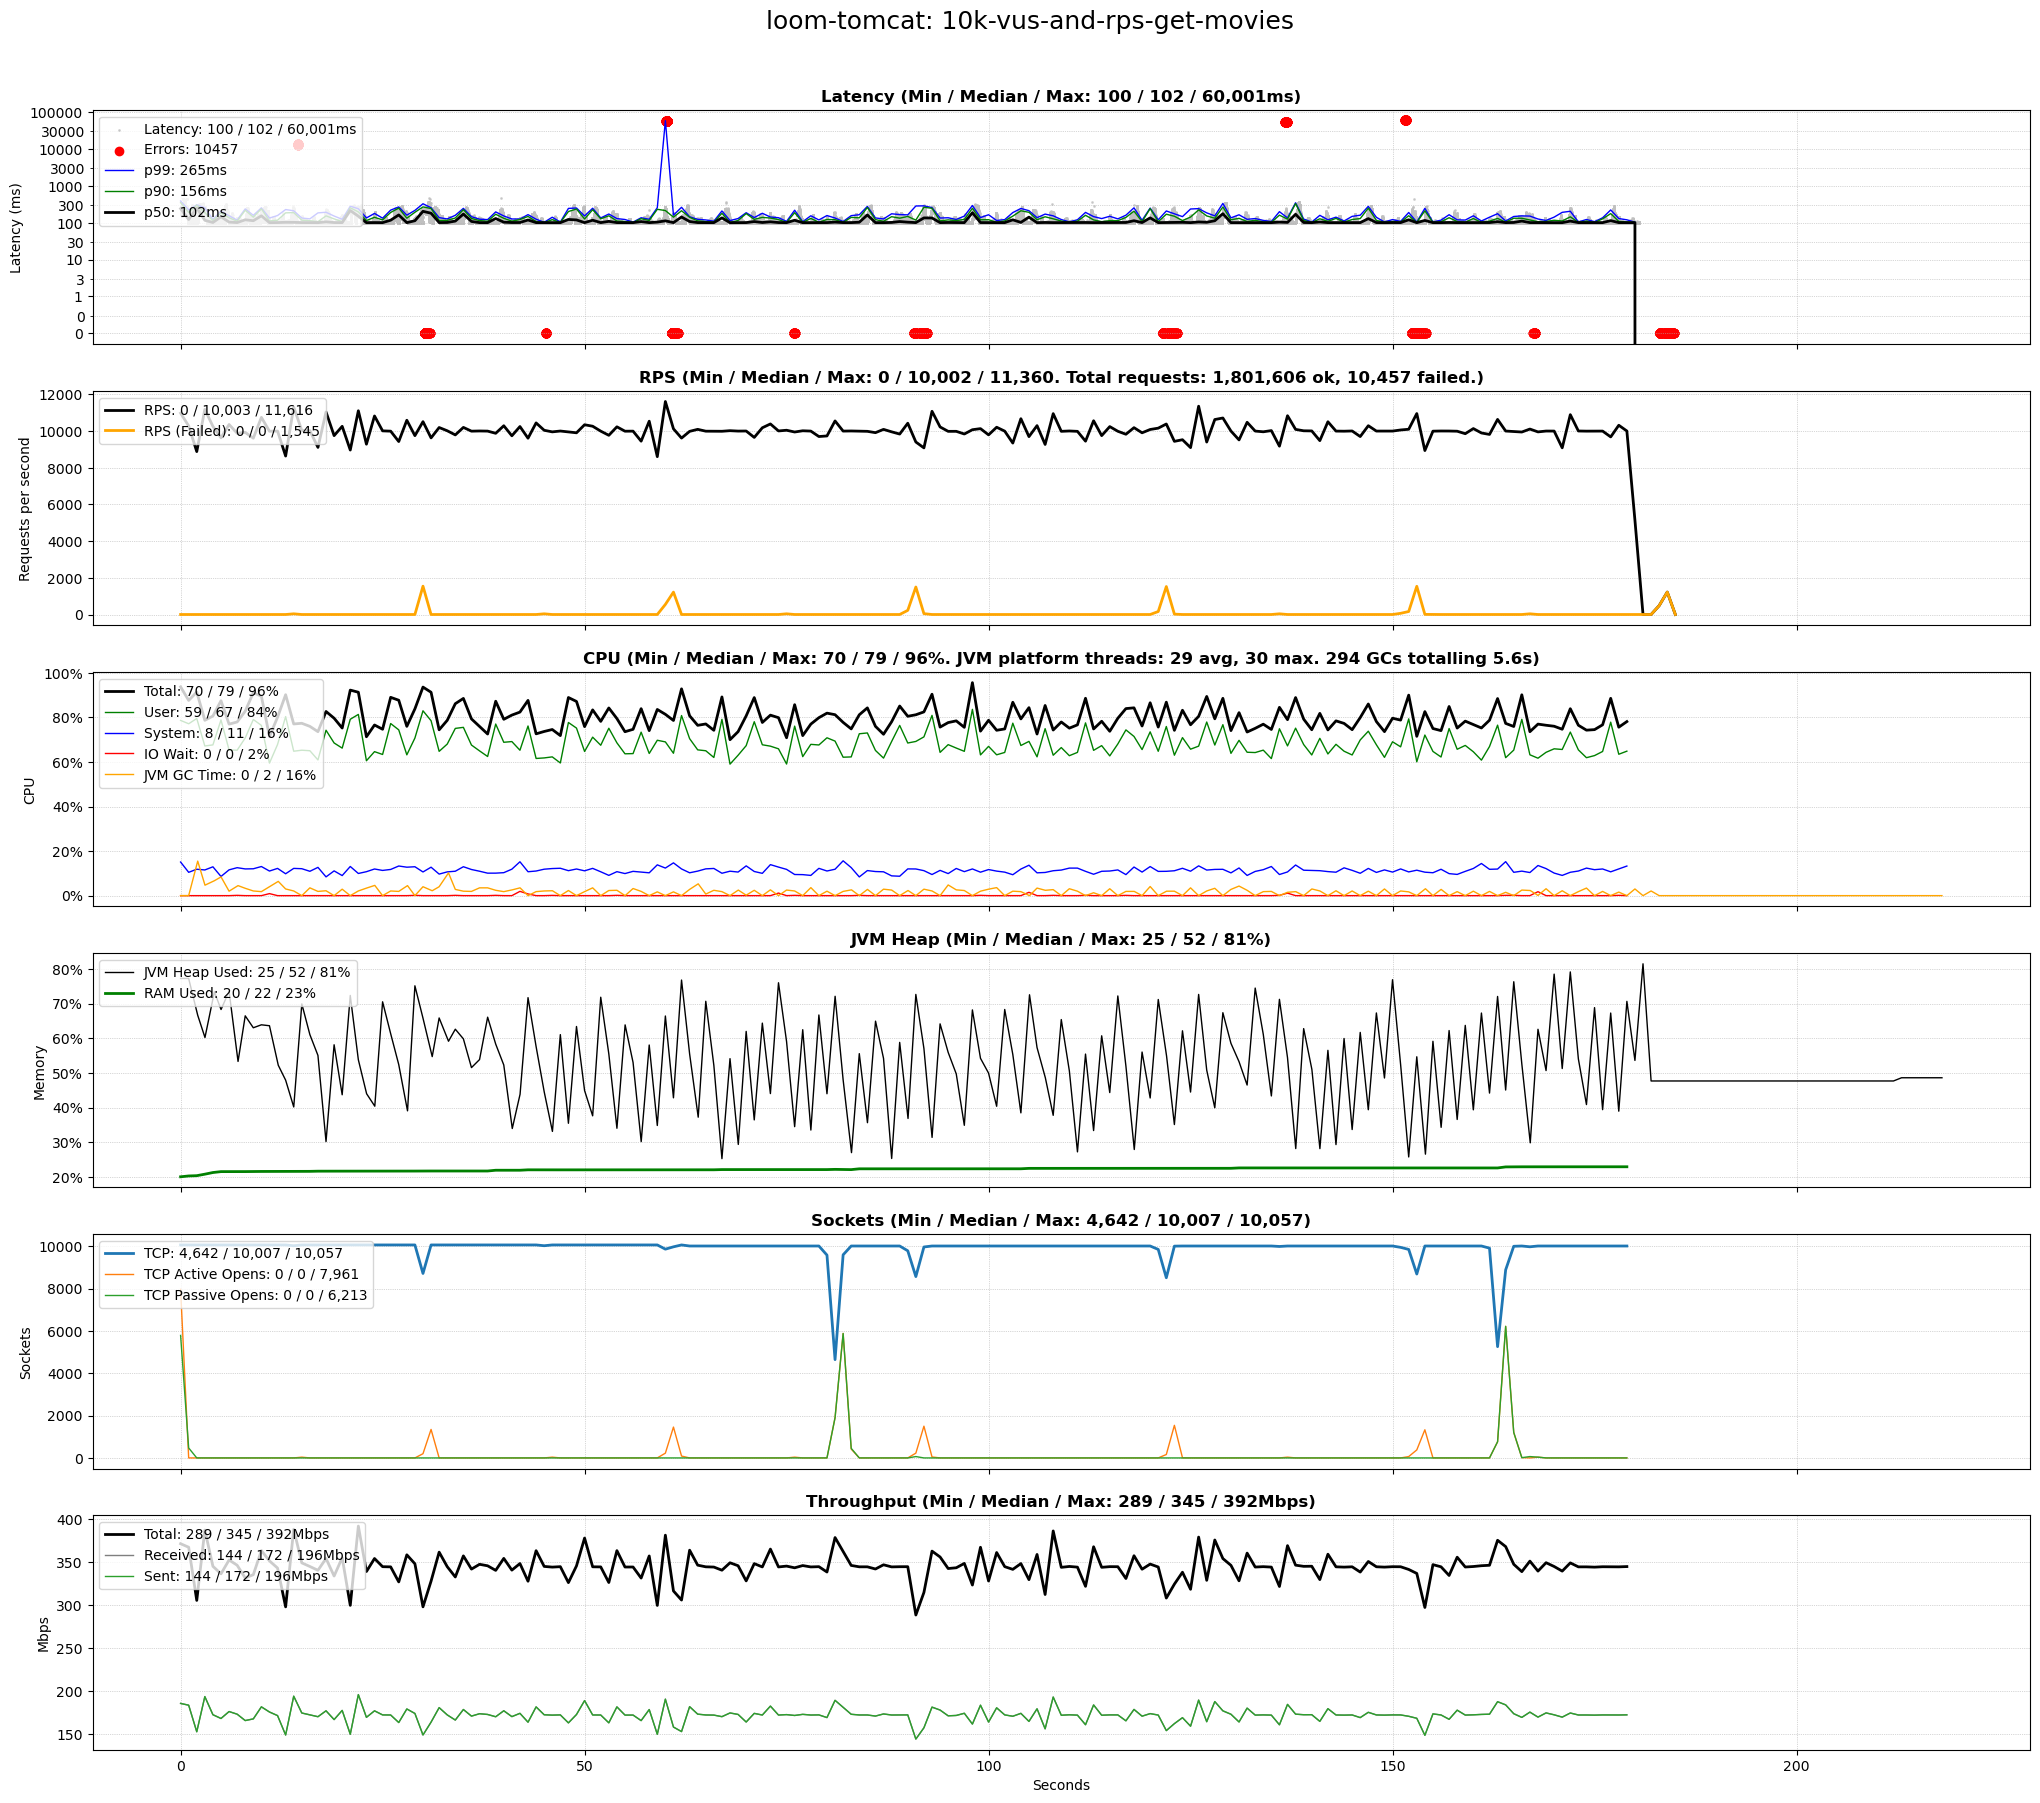 loom-tomcat: 10k-vus-and-rps-get-movies
Latency (Min / Median / Max: 100 / 102 / 60,001ms)
Latency (ms)
100000
30000
10000
3000
1000
300
100
30
10
3
1
0
0
Latency: 100 / 102 / 60,001ms
Errors: 10457
p99: 265ms
p90: 156ms
p50: 102ms
RPS (Min / Median / Max: 0 / 10,002 / 11,360. Total requests: 1,801,606 ok, 10,457 failed.)
Requests per second
12000
10000
8000
6000
4000
2000
0
RPS: 0 / 10,003 / 11,616
RPS (Failed): 0 / 0 / 1,545
CPU (Min / Median / Max: 70 / 79 / 96%. JVM platform threads: 29 avg, 30 max. 294 GCs totalling 5.6s)
CPU
100%
80%
60%
40%
20%
0%
Total: 70 / 79 / 96%
User: 59 / 67 / 84%
System: 8 / 11 / 16%
IO Wait: 0 / 0 / 2%
JVM GC Time: 0 / 2 / 16%
JVM Heap (Min / Median / Max: 25 / 52 / 81%)
Memory
80%
70%
60%
50%
40%
30%
20%
JVM Heap Used: 25 / 52 / 81%
RAM Used: 20 / 22 / 23%
Sockets (Min / Median / Max: 4,642 / 10,007 / 10,057)
Sockets
10000
8000
6000
4000
2000
0
TCP: 4,642 / 10,007 / 10,057
TCP Active Opens: 0 / 0 / 7,961
TCP Passive Opens: 0 / 0 / 6,213
Throughput (Min / Median / Max: 289 / 345 / 392Mbps)
Mbps
400
350
300
250
200
150
Total: 289 / 345 / 392Mbps
Received: 144 / 172 / 196Mbps
Sent: 144 / 172 / 196Mbps
0
50
100
150
200
Seconds